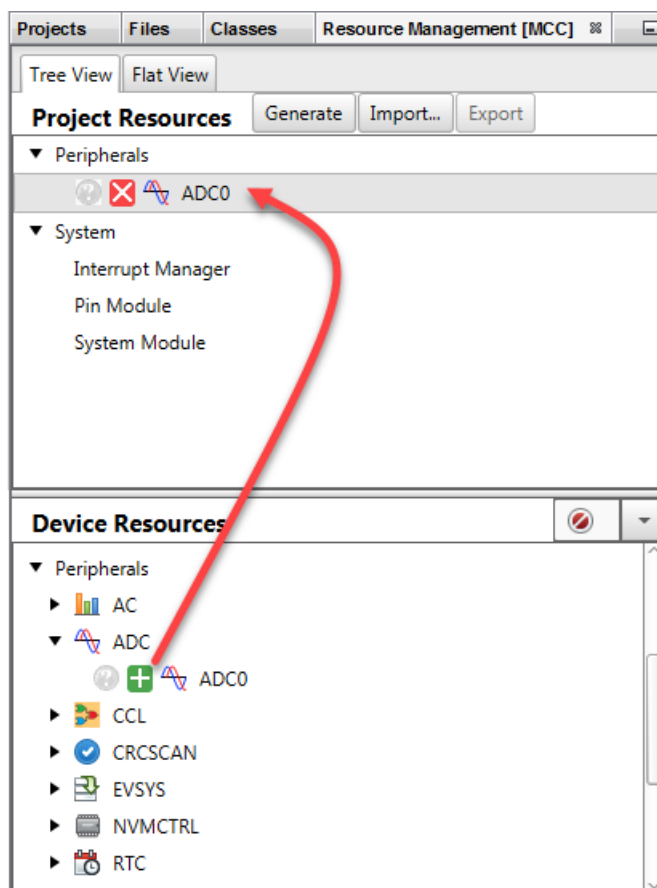 Projects Files Classes Resource Management [MCC]
Tree View Flat View
Project Resources Generate Import... Export
Peripherals
ADC0
System
Interrupt Manager
Pin Module
System Module
Device Resources
Peripherals
AC
ADC
ADC0
CCL
CRCSCAN
EVSYS
NVMCTRL
RTC